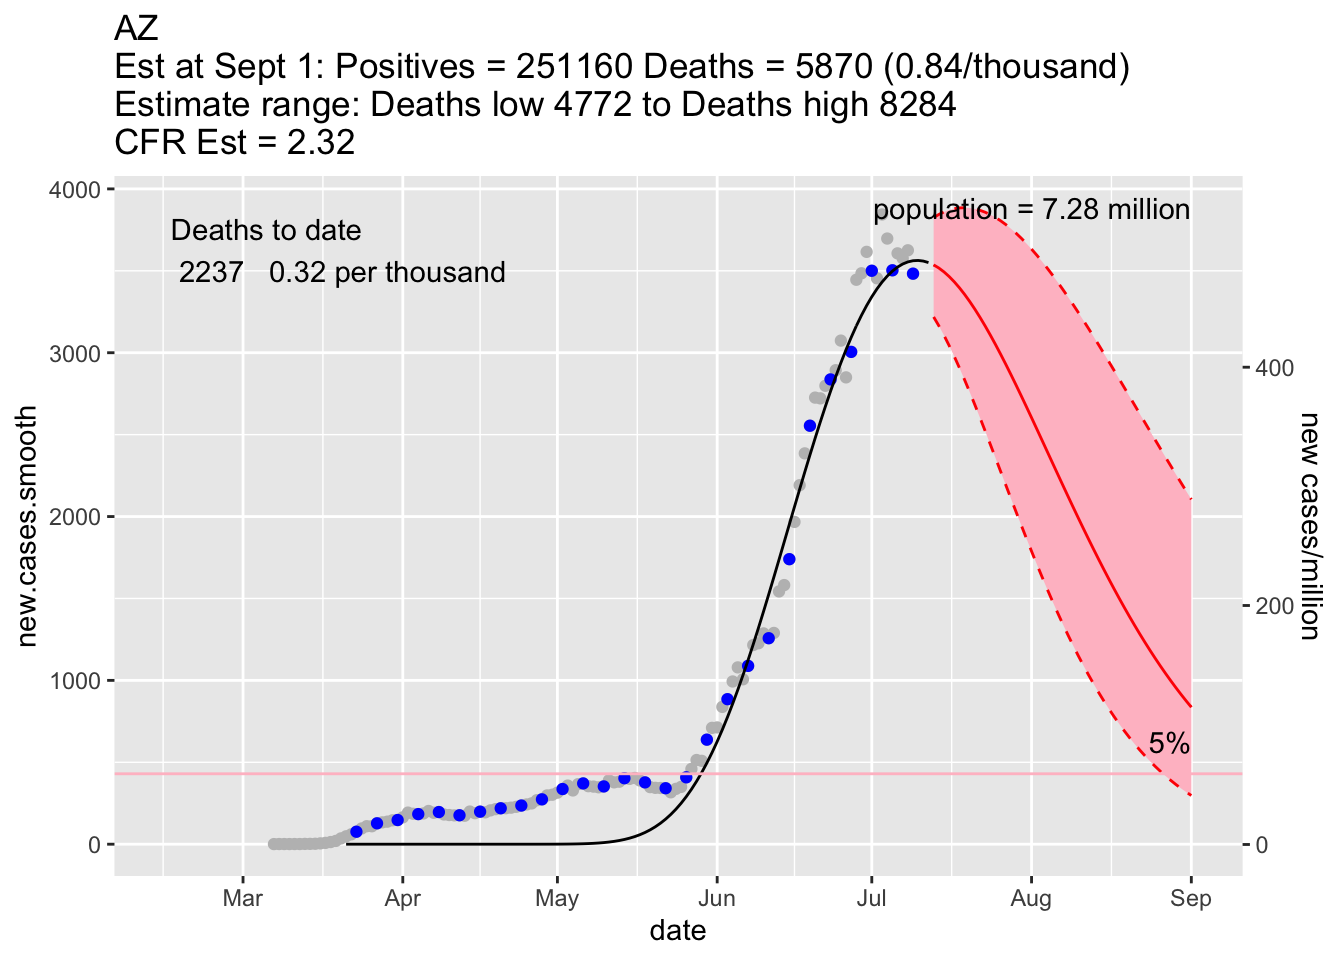 AZ
Est at Sept 1: Positives = 251160 Deaths = 5870 (0.84/thousand)
Estimate range: Deaths low 4772 to Deaths high 8284
CFR Est = 2.32
population = 7.28 million
Deaths to date
2237 0.32 per thousand
4000
3000
2000
1000
0
new.cases.smooth
400
200
0
new cases/million
5%
Mar Apr May Jun Jul Aug Sep
date